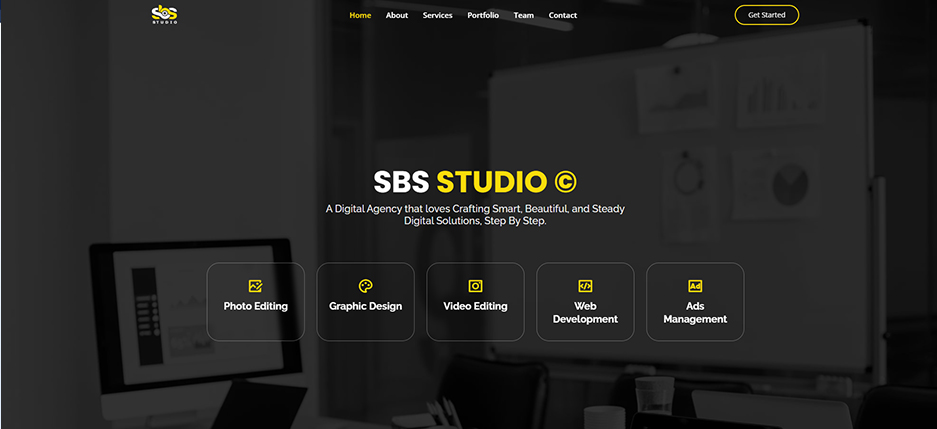 sbs
STUDIO
Home About Services Portfolio Team Contact
Get Started
SBS STUDIO ©
A Digital Agency that loves Crafting Smart, Beautiful, and Steady
Digital Solutions, Step By Step.
Photo Editing
Graphic Design
Video Editing
Web
Development
Ad
Ads
Management